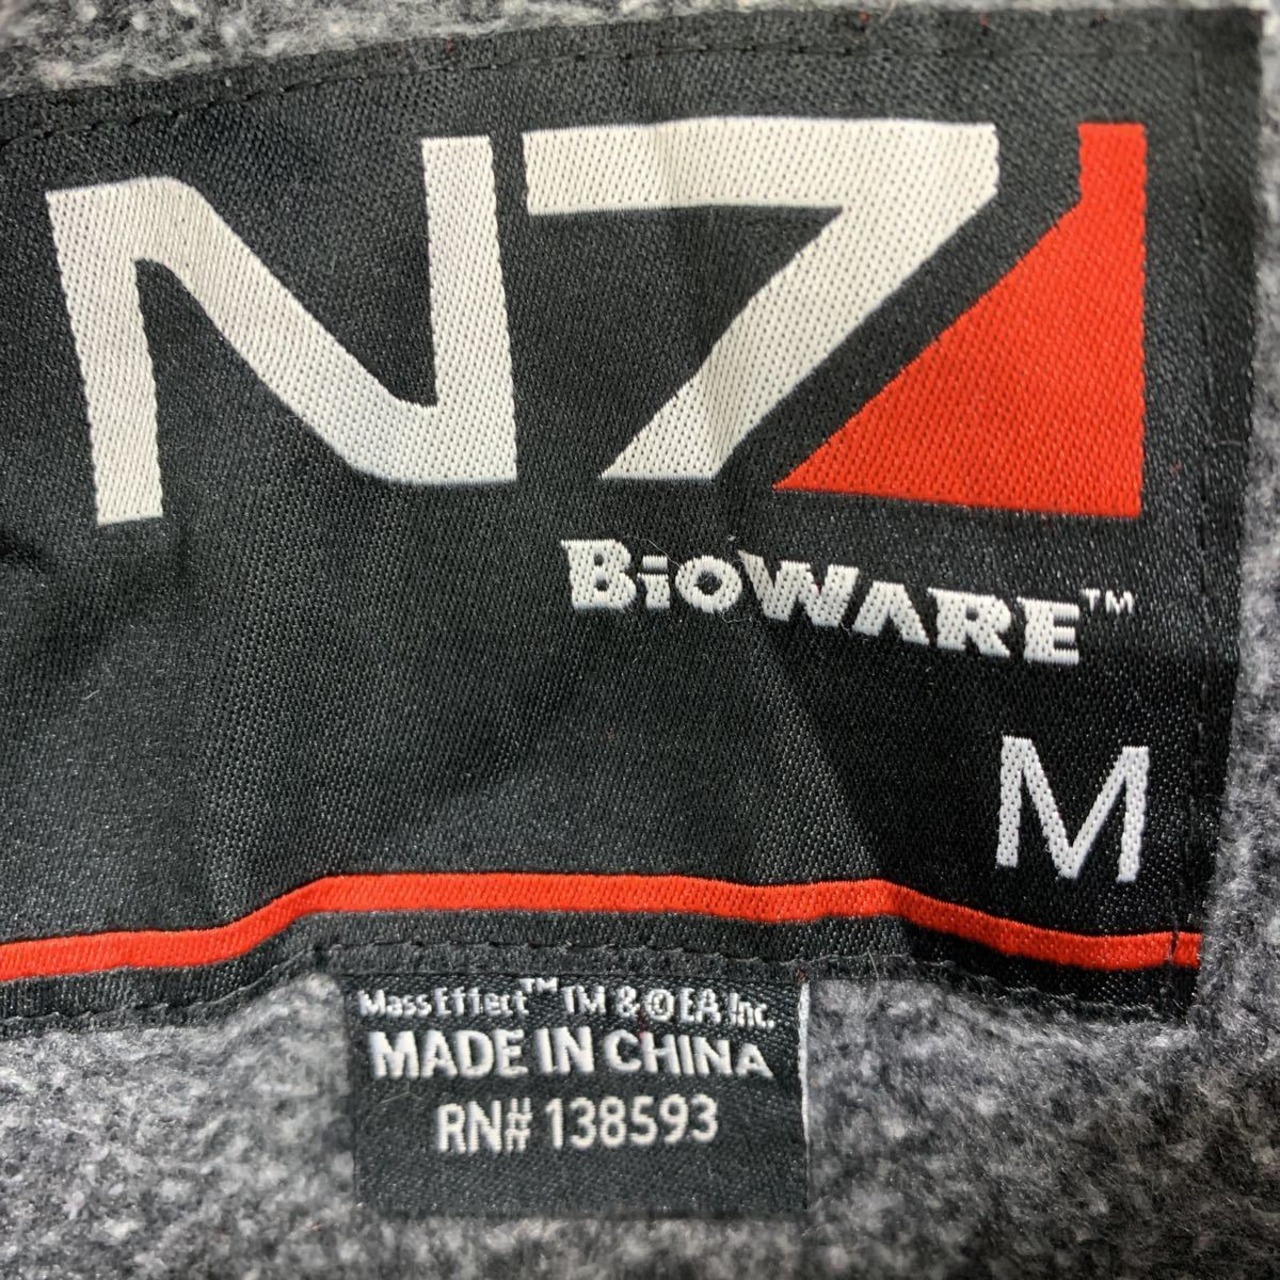 N7
BioWARE™
M
Mass Effect™ TM & © EA Inc.
MADE IN CHINA
RN# 138593